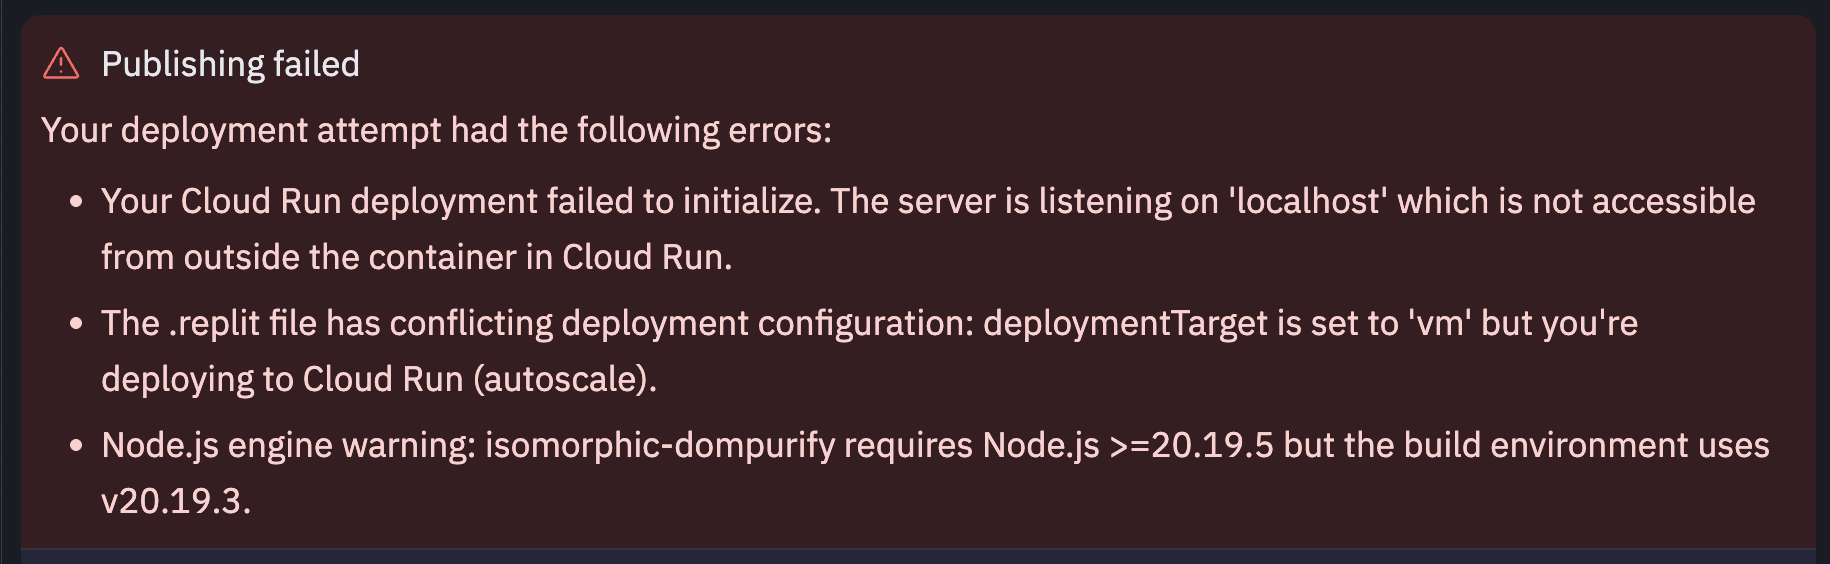 Publishing failed
Your deployment attempt had the following errors:
• Your Cloud Run deployment failed to initialize. The server is listening on 'localhost' which is not accessible
from outside the container in Cloud Run.
• The .replit file has conflicting deployment configuration: deploymentTarget is set to 'vm' but you're
deploying to Cloud Run (autoscale).
• Node.js engine warning: isomorphic-dompurify requires Node.js >=20.19.5 but the build environment uses
v20.19.3.